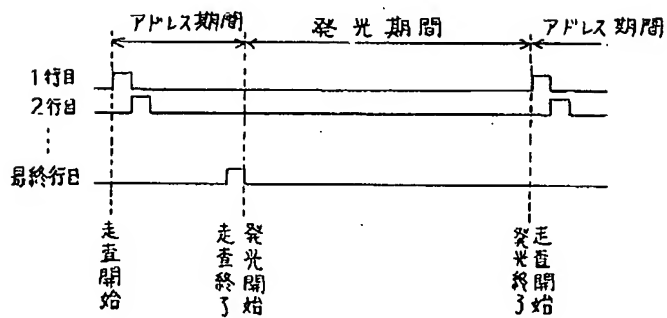 アドレス期間
発光期間
アドレス期間
1行目
2行目
最終行目
走査開始
走査終了
発光開始
発光終了
走査開始